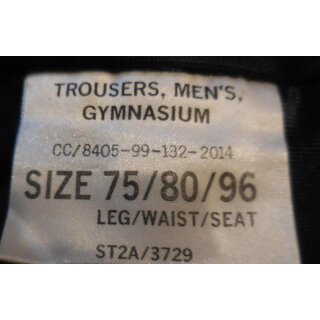 TROUSERS, MEN'S,
GYMNASIUM
CC/8405-99-132-2014
SIZE 75/80/96
LEG/WAIST/SEAT
ST2A/3729